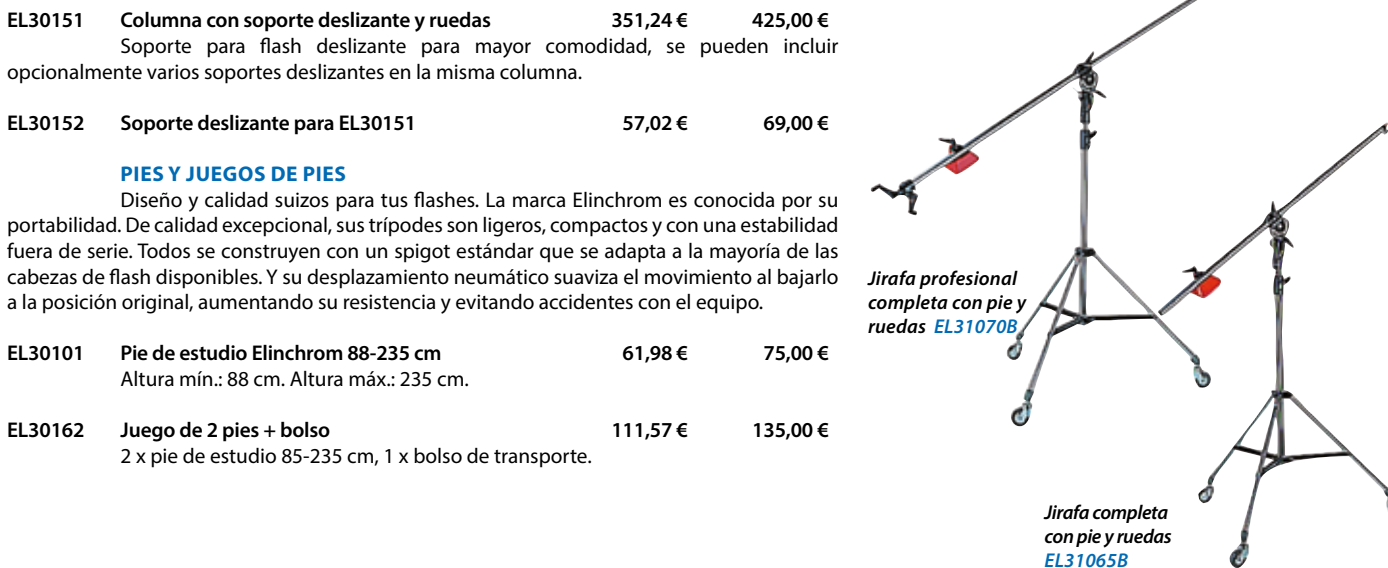 EL30151 Columna con soporte deslizante y ruedas 351,24 € 425,00 €
Soporte para flash deslizante para mayor comodidad, se pueden incluir
opcionalmente varios soportes deslizantes en la misma columna.
EL30152 Soporte deslizante para EL30151 57,02 € 69,00 €
PIES Y JUEGOS DE PIES
Diseño y calidad suizos para tus flashes. La marca Elinchrom es conocida por su
portabilidad. De calidad excepcional, sus trípodes son ligeros, compactos y con una estabilidad
fuera de serie. Todos se construyen con un spigot estándar que se adapta a la mayoría de las
cabezas de flash disponibles. Y su desplazamiento neumático suaviza el movimiento al bajarlo
a la posición original, aumentando su resistencia y evitando accidentes con el equipo.
EL30101 Pie de estudio Elinchrom 88-235 cm 61,98 € 75,00 €
Altura mín.: 88 cm. Altura máx.: 235 cm.
EL30162 Juego de 2 pies + bolso 111,57 € 135,00 €
2 x pie de estudio 85-235 cm, 1 x bolso de transporte.
Jirafa profesional
completa con pie y
ruedas EL31070B
Jirafa completa
con pie y ruedas
EL31065B